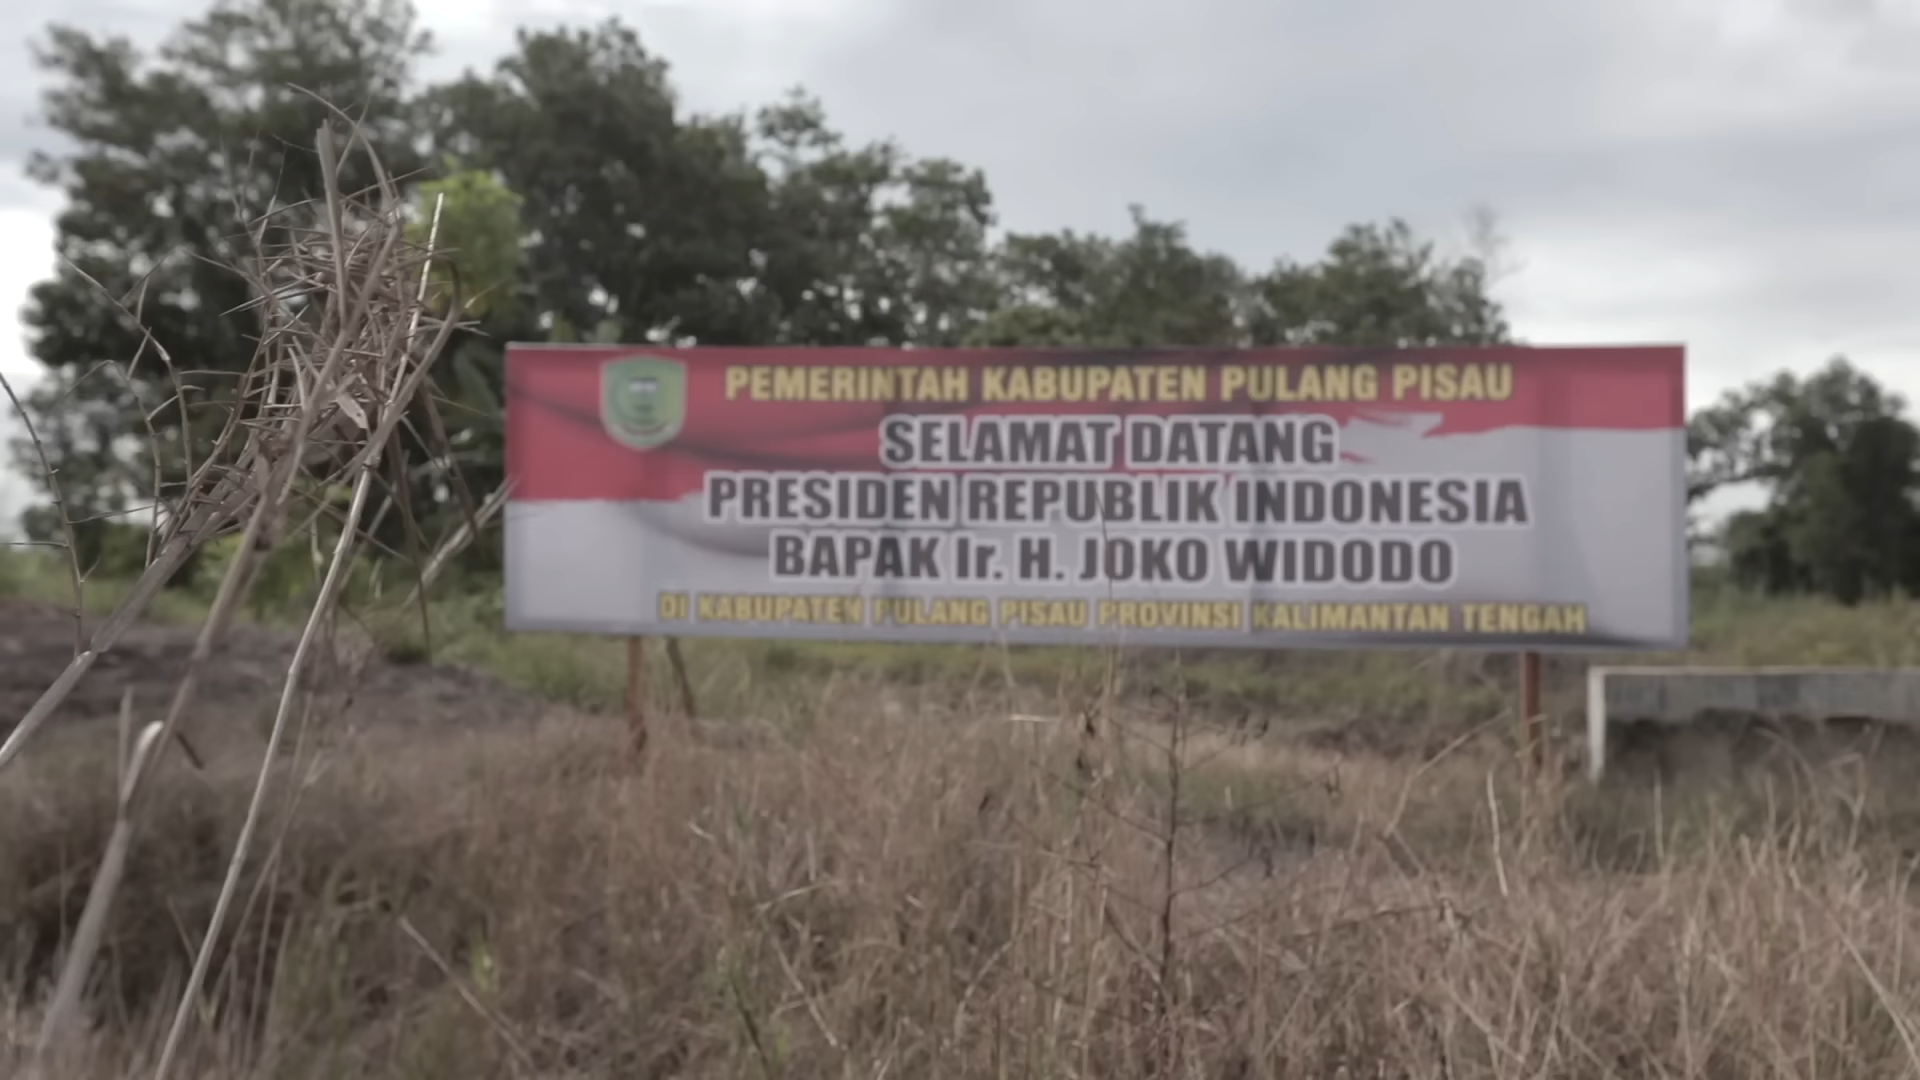 PEMERINTAH KABUPATEN PULANG PISAU
SELAMAT DATANG
PRESIDEN REPUBLIK INDONESIA
BAPAK Ir. H. JOKO WIDODO
DI KABUPATEN PULANG PISAU PROVINSI KALIMANTAN TENGAH